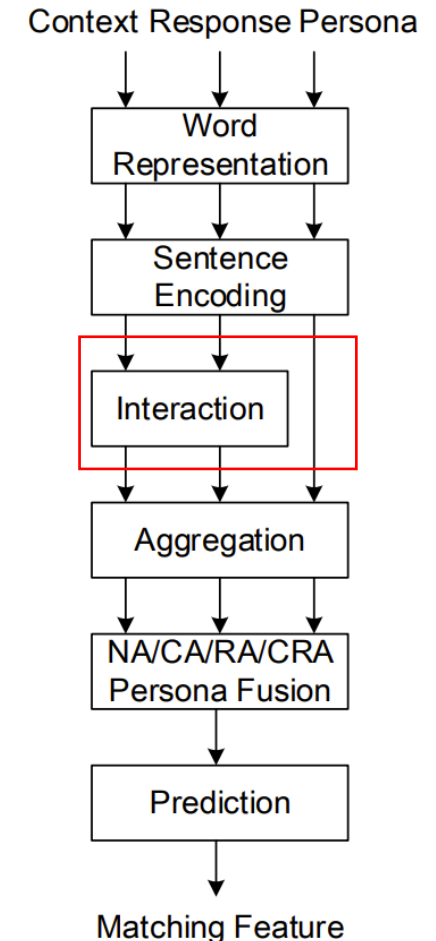 Context Response Persona
Word
Representation
Sentence
Encoding
Interaction
Aggregation
NA/CA/RA/CRA
Persona Fusion
Prediction
Matching Feature